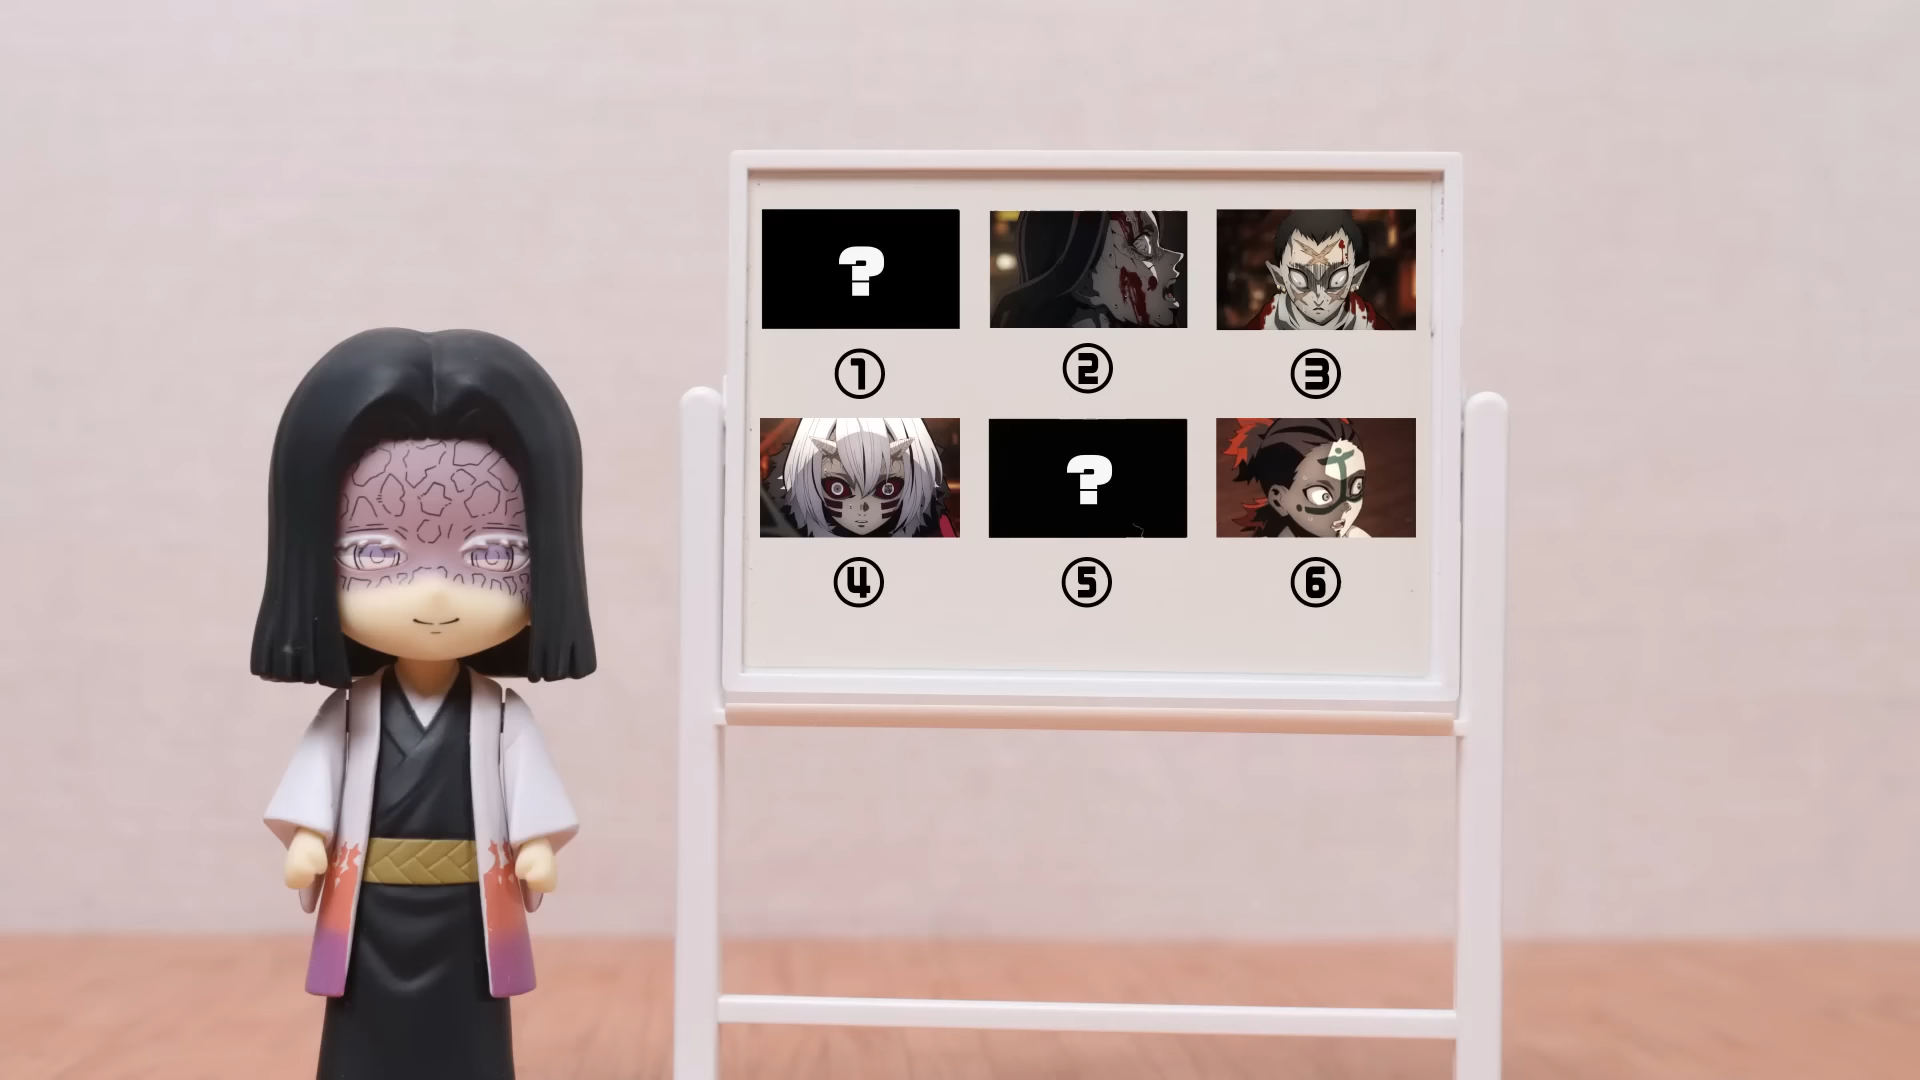 ?
① ② ③
?
④ ⑤ ⑥